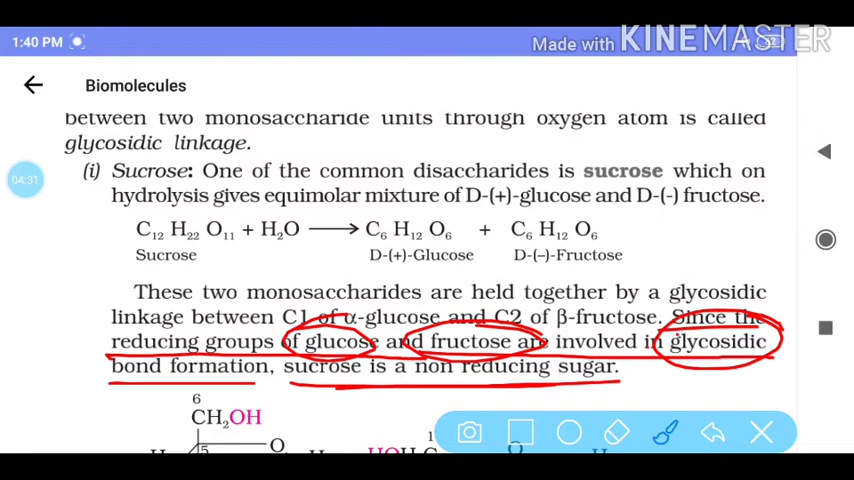 1:40 PM
Made with KINEMASTER
Biomolecules
between two monosaccharide units through oxygen atom is called
glycosidic linkage.
04:31
(i) Sucrose: One of the common disaccharides is sucrose which on
hydrolysis gives equimolar mixture of D-(+)-glucose and D-(-) fructose.
C₁₂ H₂₂ O₁₁ + H₂O ⟶ C₆ H₁₂ O₆ + C₆ H₁₂ O₆
Sucrose D-(+)-Glucose D-(–)-Fructose
These two monosaccharides are held together by a glycosidic
linkage between C1 of α-glucose and C2 of β-fructose. Since the
reducing groups of glucose and fructose are involved in glycosidic
bond formation, sucrose is a non reducing sugar.
6
CH₂OH
5 O
1